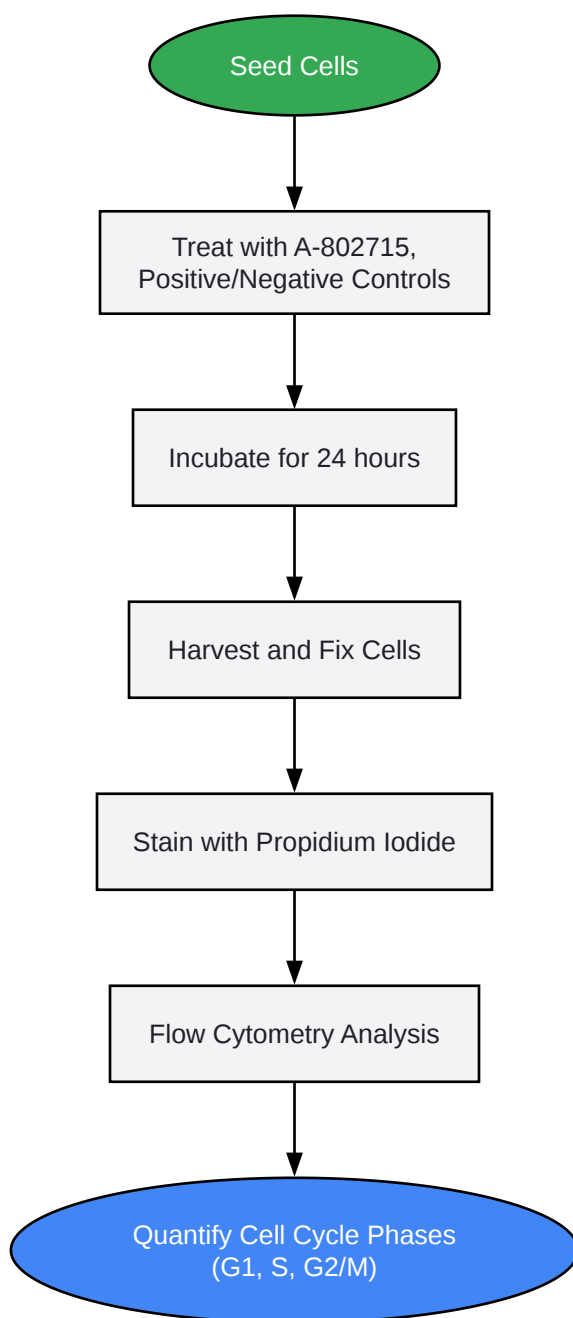 Seed Cells
Treat with A-802715,
Positive/Negative Controls
Incubate for 24 hours
Harvest and Fix Cells
Stain with Propidium Iodide
Flow Cytometry Analysis
Quantify Cell Cycle Phases
(G1, S, G2/M)